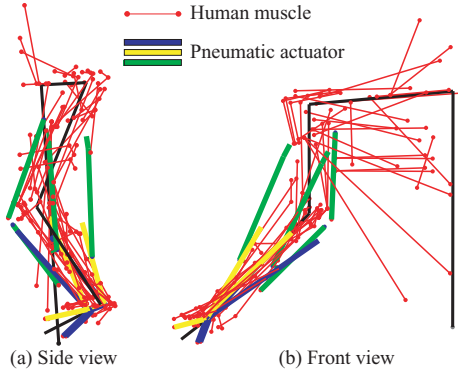 Human muscle
Pneumatic actuator
(a) Side view
(b) Front view